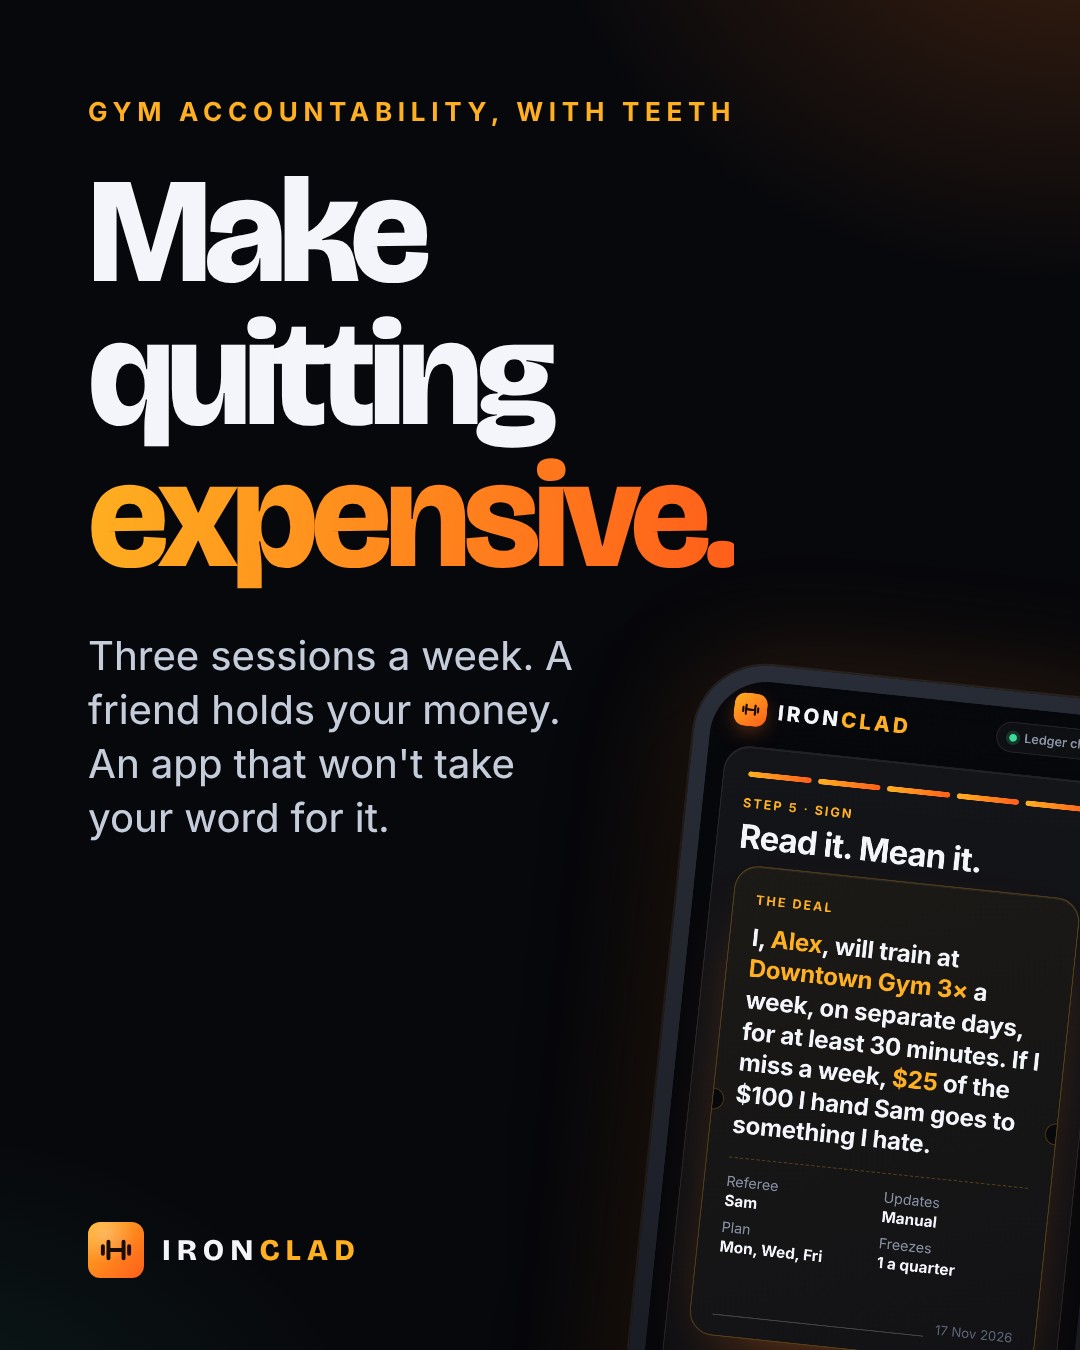 GYM ACCOUNTABILITY, WITH TEETH
Make
quitting
expensive.
Three sessions a week. A
friend holds your money.
An app that won't take
your word for it.
IRONCLAD
Ledger
STEP 5 · SIGN
Read it. Mean it.
THE DEAL
I, Alex, will train at
Downtown Gym 3× a
week, on separate days,
for at least 30 minutes. If I
miss a week, $25 of the
$100 I hand Sam goes to
something I hate.
Referee
Sam
Updates
Manual
Plan
Mon, Wed, Fri
Freezes
1 a quarter
17 Nov 2026
IRONCLAD